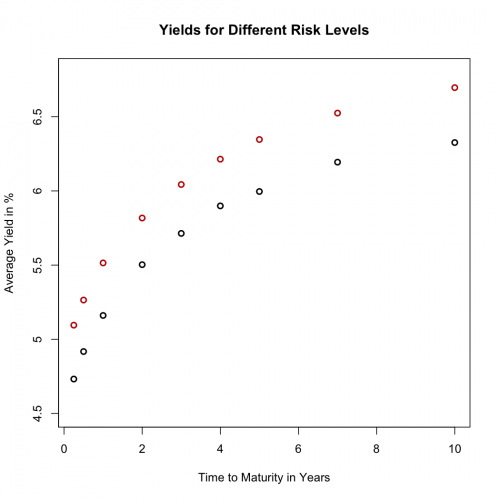 Yields for Different Risk Levels
6.5
6
5.5
5
4.5
Average Yield in %
0 2 4 6 8 10
Time to Maturity in Years